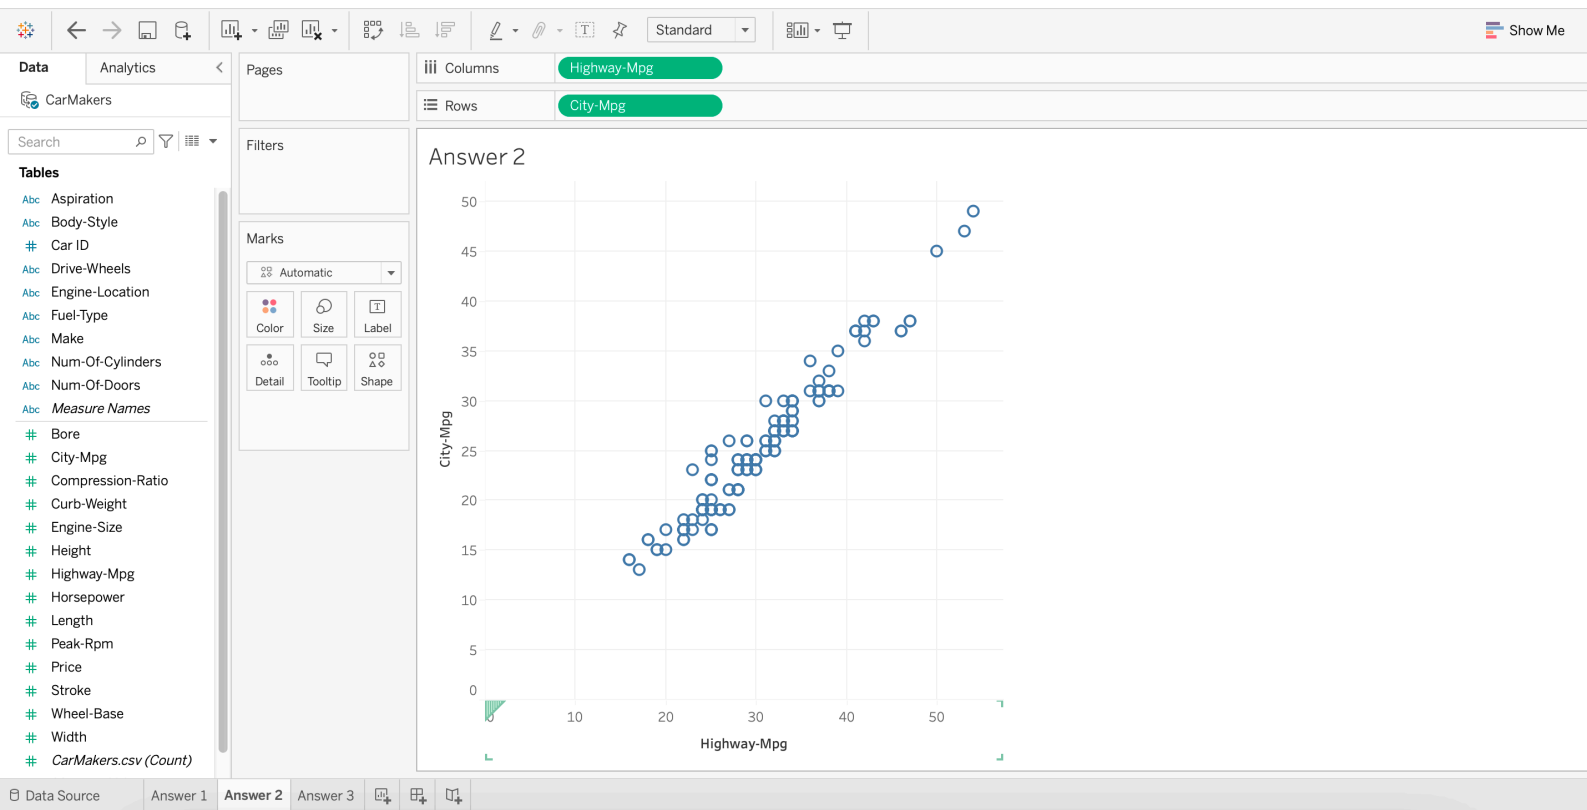 Standard
Show Me
Data
Analytics
Pages
Columns
Highway-Mpg
CarMakers
Rows
City-Mpg
Search
Filters
Tables
Answer 2
Abc Aspiration
Abc Body-Style
# Car ID
Abc Drive-Wheels
Abc Engine-Location
Abc Fuel-Type
Abc Make
Abc Num-Of-Cylinders
Abc Num-Of-Doors
Abc Measure Names
# Bore
# City-Mpg
# Compression-Ratio
# Curb-Weight
# Engine-Size
# Height
# Highway-Mpg
# Horsepower
# Length
# Peak-Rpm
# Price
# Stroke
# Wheel-Base
# Width
# CarMakers.csv (Count)
Marks
Automatic
Color
Size
T
Label
Detail
Tooltip
Shape
50
45
40
35
30
25
20
15
10
5
0
City-Mpg
0 10 20 30 40 50
Highway-Mpg
Data Source
Answer 1
Answer 2
Answer 3